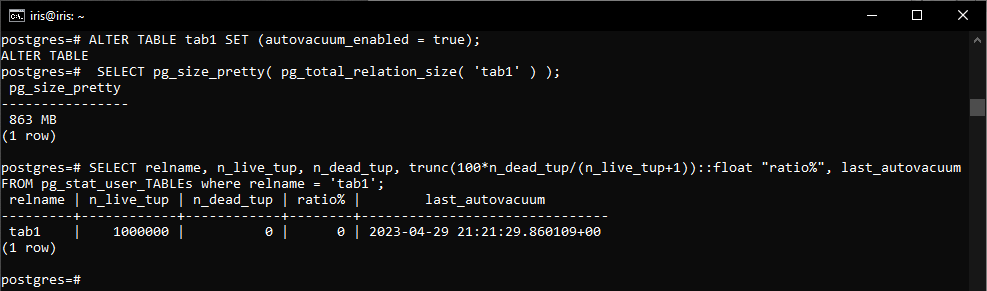 iris@iris: ~
postgres=# ALTER TABLE tab1 SET (autovacuum_enabled = true);
ALTER TABLE
postgres=#  SELECT pg_size_pretty( pg_total_relation_size( 'tab1' ) );
 pg_size_pretty
----------------
 863 MB
(1 row)
postgres=# SELECT relname, n_live_tup, n_dead_tup, trunc(100*n_dead_tup/(n_live_tup+1))::float "ratio%", last_autovacuum
FROM pg_stat_user_TABLEs where relname = 'tab1';
 relname | n_live_tup | n_dead_tup | ratio% |        last_autovacuum
---------+------------+------------+--------+-------------------------------
 tab1    |    1000000 |          0 |      0 | 2023-04-29 21:21:29.860109+00
(1 row)
postgres=#